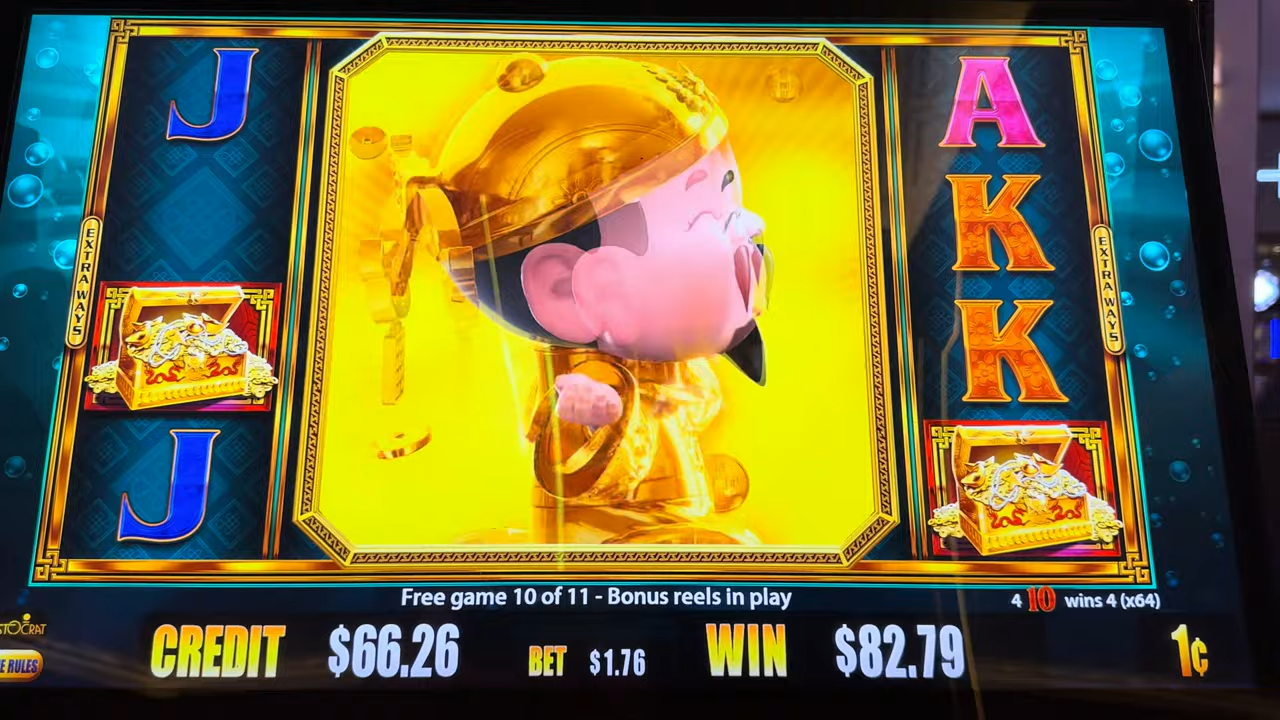 J
A
K
EXTRA WAYS
EXTRA WAYS
K
J
Free game 10 of 11 - Bonus reels in play
4 10 wins 4 (x64)
CREDIT $66.26 BET $1.76 WIN $82.79 1¢
RULES